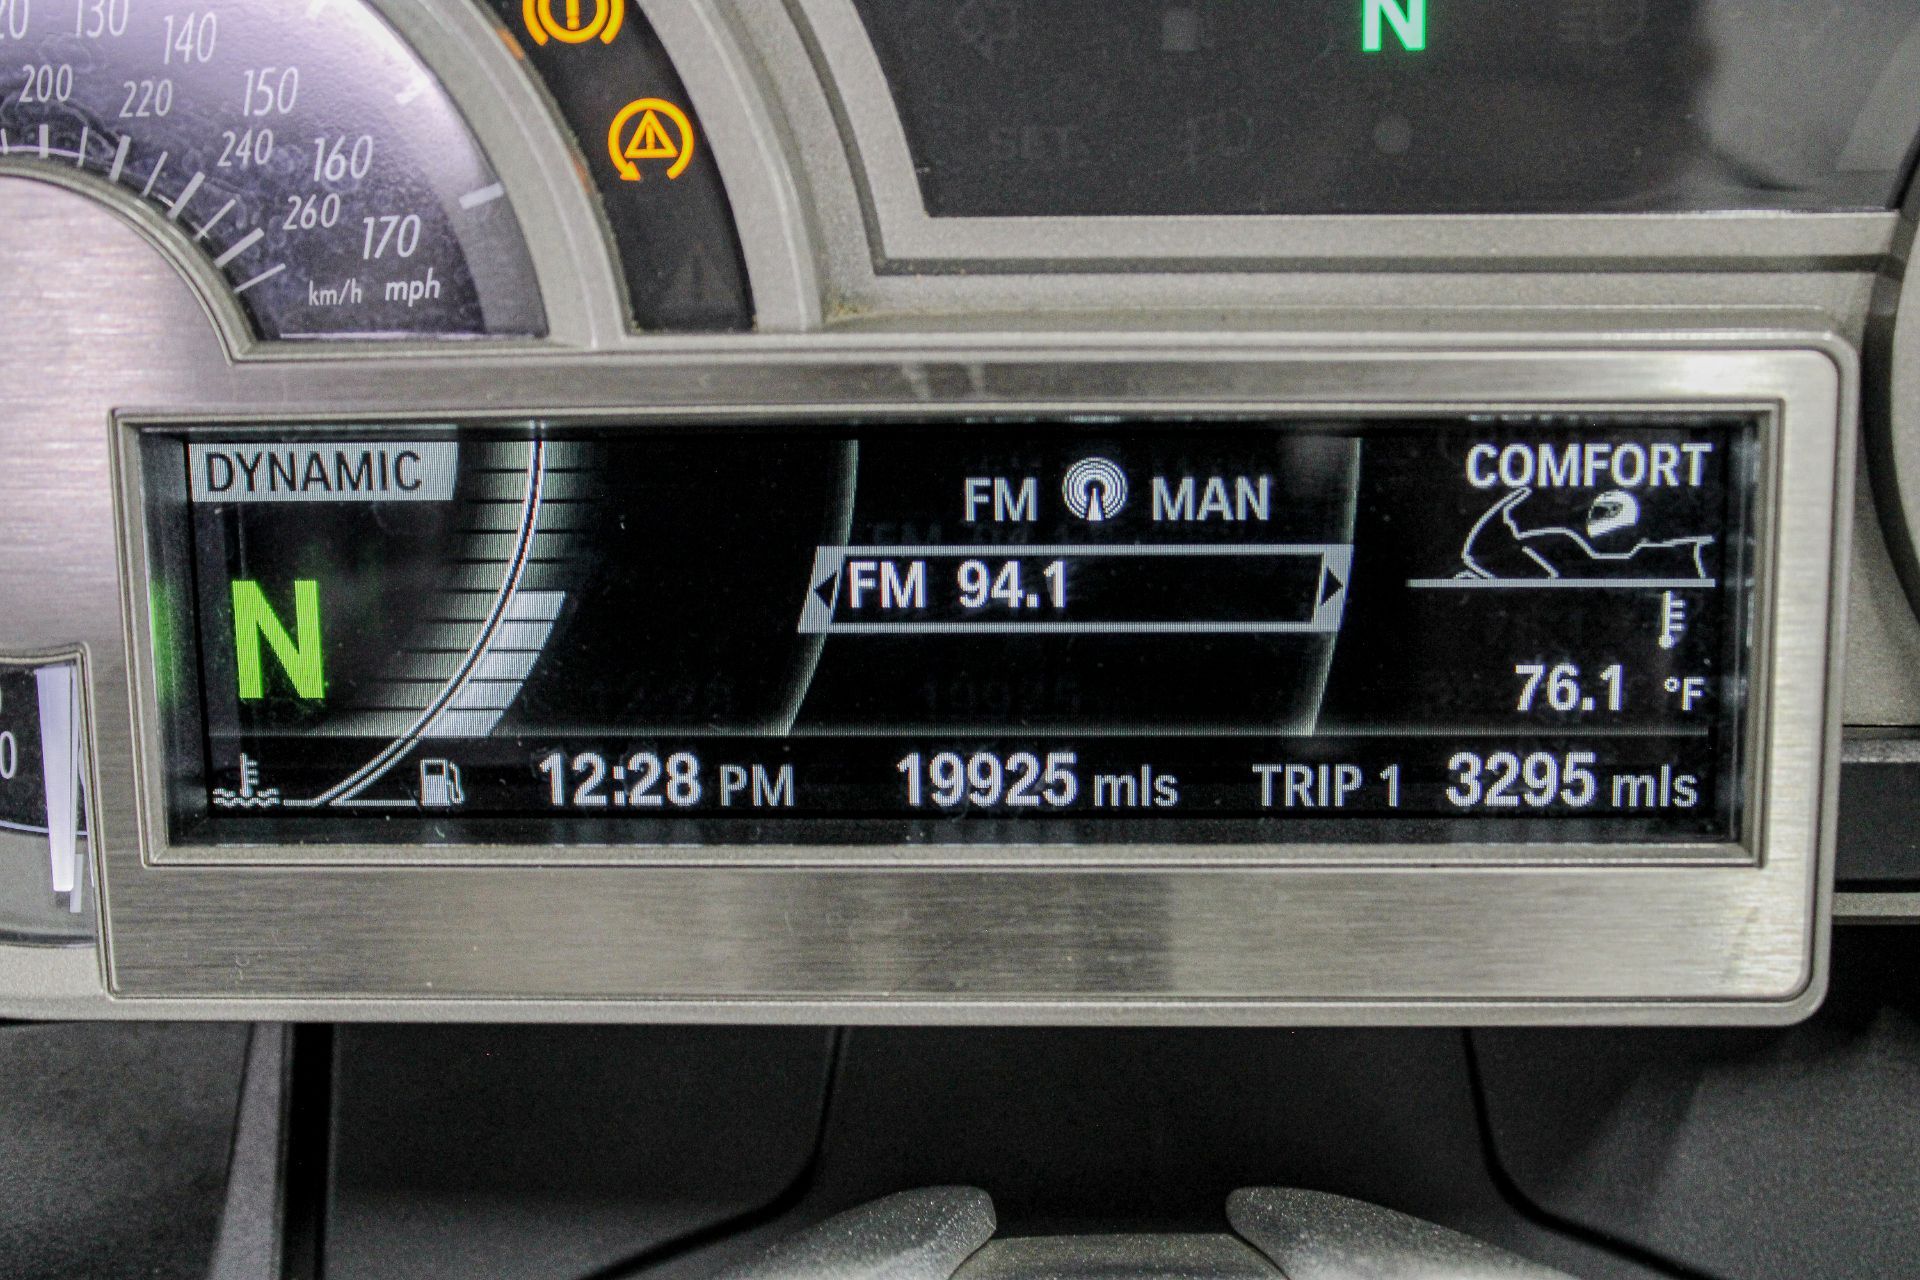 130
140
200 220 150
240 160
260 170
km/h mph
N
SET
DYNAMIC
N
FM MAN
FM 94.1
COMFORT
76.1 °F
12:28 PM 19925 mls TRIP 1 3295 mls